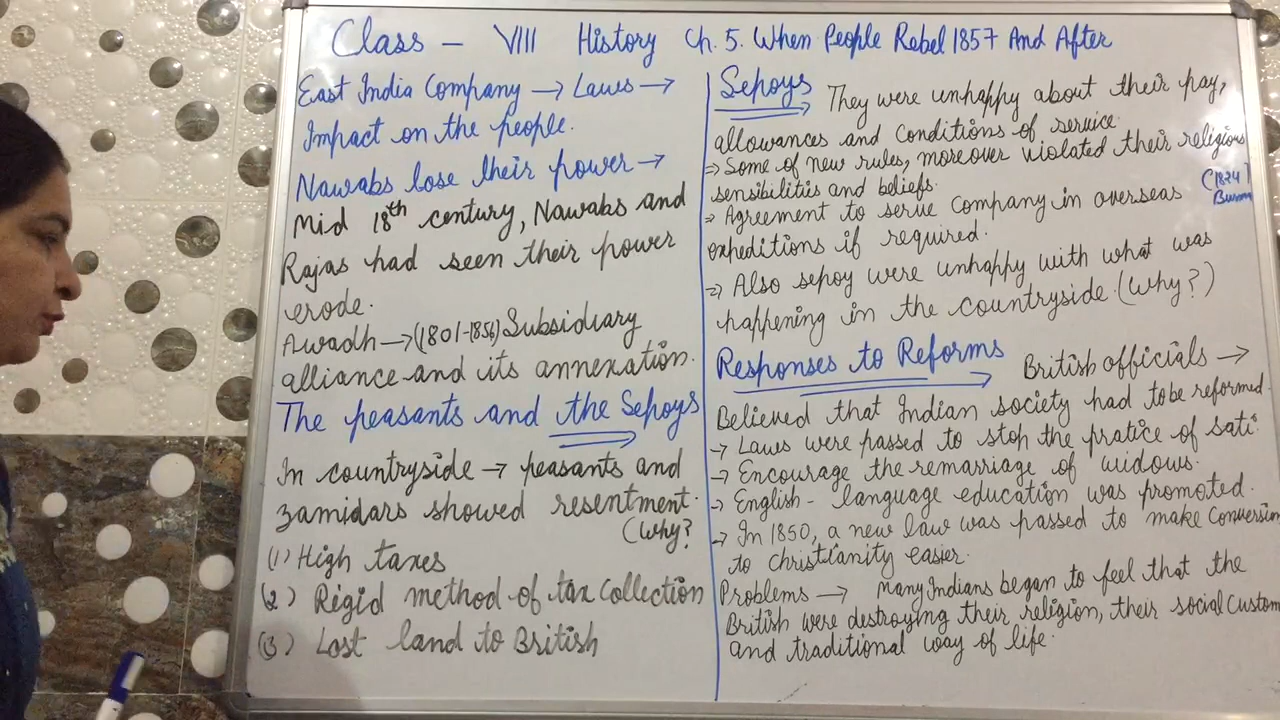 Class - VIII History Ch. 5. When People Rebel 1857 And After
East India Company → Laws →
Impact on the people.
Nawabs lose their power →
Mid 18th century, Nawabs and
Rajas had seen their power
erode.
Awadh → (1801-1856) Subsidiary
alliance and its annexation.
The peasants and the Sepoys
In countryside → peasants and
zamidars showed resentment.
(Why?
(1) High taxes
(2) Rigid method of tax Collection
(3) Lost land to British
Sepoys → They were unhappy about their pay,
allowances and conditions of service.
⇒ Some of new rules, moreover violated their religious
sensibilities and beliefs.
⇒ Agreement to serve Company in overseas (1824)
expeditions if required.
⇒ Also sepoy were unhappy with what was
happening in the countryside. (Why?)
Responses to Reforms → British officials →
Believed that Indian society had to be reformed.
→ Laws were passed to stop the pratice of sati.
→ Encourage the remarriage of widows.
→ English - language education was promoted.
→ In 1850, a new law was passed to make Conversion
to Christianity easier.
Problems → Many Indians began to feel that the
British were destroying their religion, their social Custom
and traditional way of life.